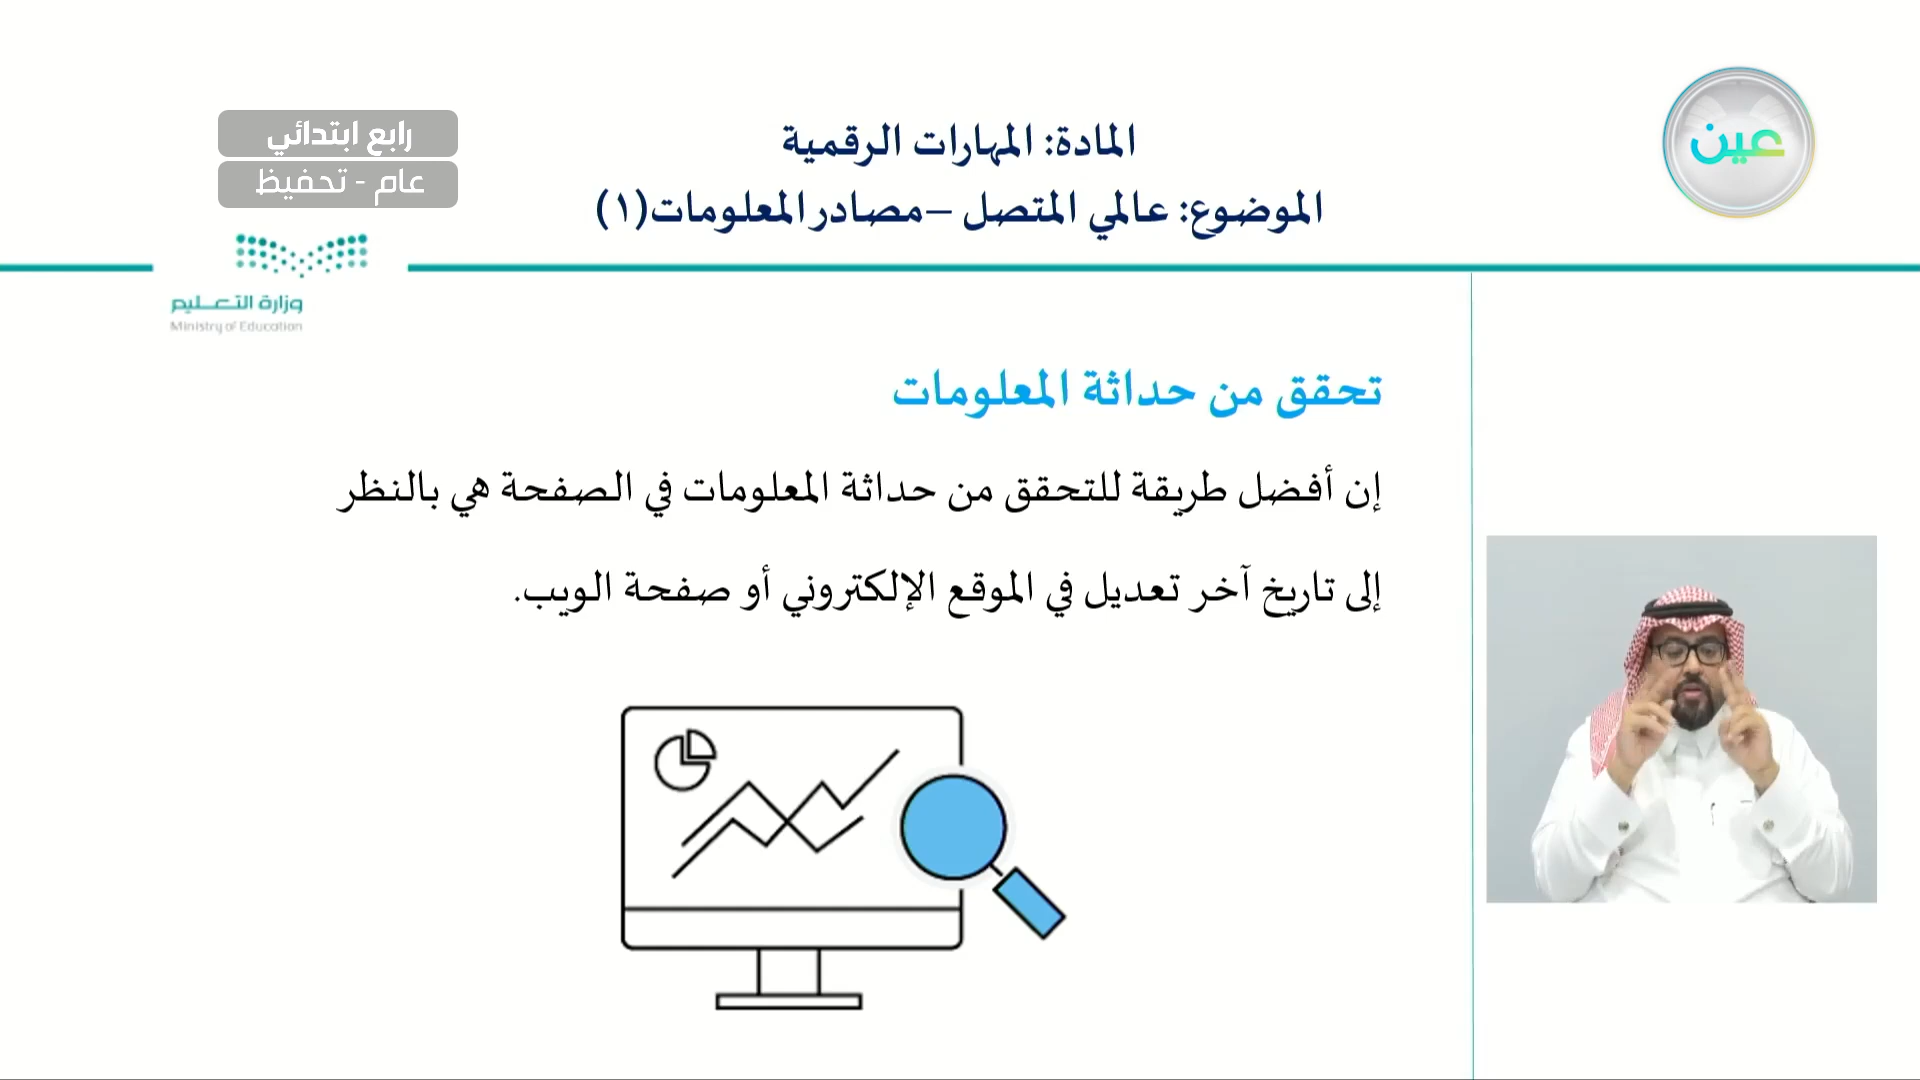 المادة: المهارات الرقمية
الموضوع: عالمي المتصل – مصادر المعلومات(١)
عين
رابع ابتدائي
عام - تحفيظ
وزارة التعليم
Ministry of Education
تحقق من حداثة المعلومات
إن أفضل طريقة للتحقق من حداثة المعلومات في الصفحة هي بالنظر
إلى تاريخ آخر تعديل في الموقع الإلكتروني أو صفحة الويب.